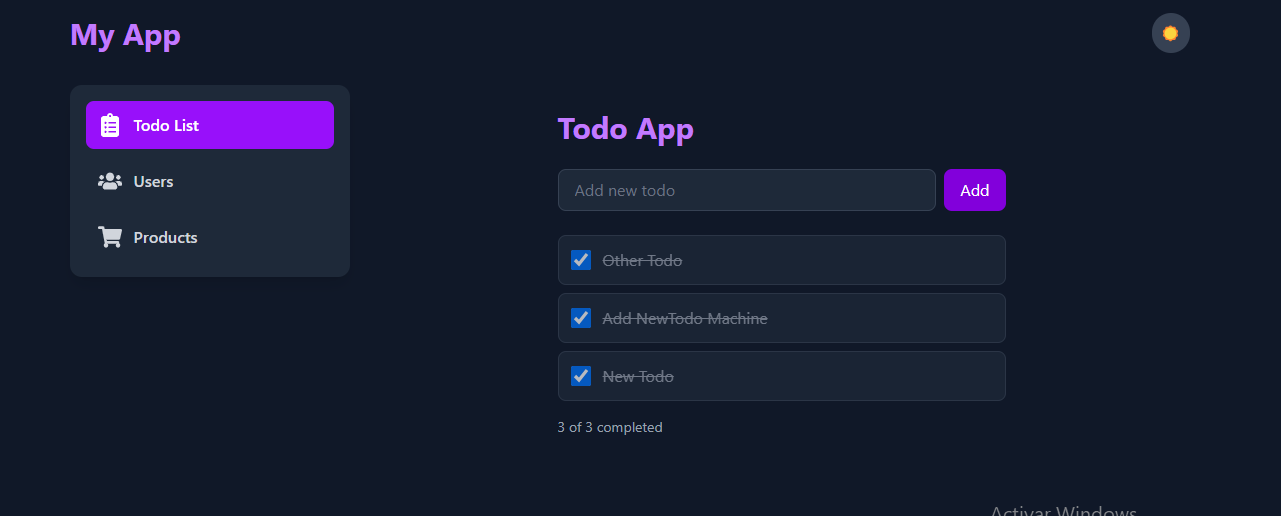 My App
Todo List
Users
Products
Todo App
Add new todo
Add
Other Todo
Add NewTodo Machine
New Todo
3 of 3 completed
Activar Windows